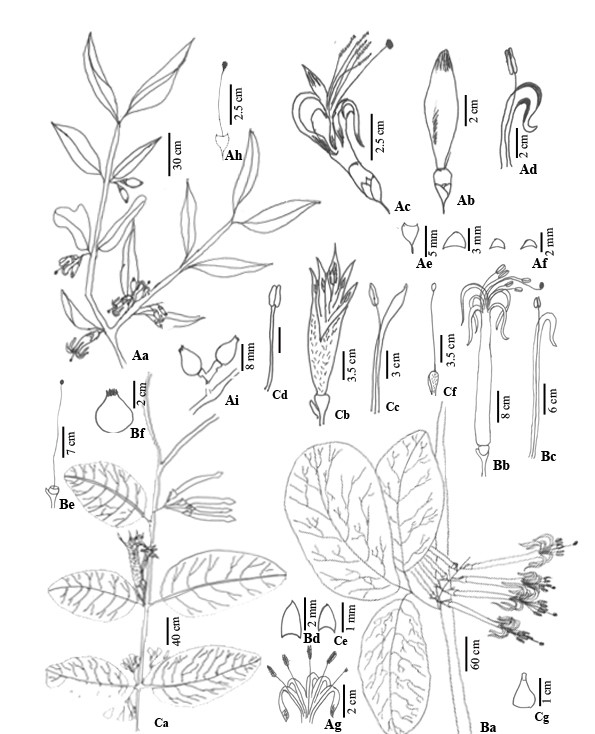 2.5 cm
Ah
30 cm
2.5 cm
Ac
2 cm
Ab
2 cm
Ad
5 mm
Ae
3 mm
2 mm
Af
Aa
8 mm
Ai
Cd
3.5 cm
Cb
3 cm
Cc
3.5 cm
Cf
8 cm
Bb
6 cm
Bc
7 cm
Be
2 cm
Bf
40 cm
Ca
2 mm
Bd
1 mm
Ce
2 cm
Ag
60 cm
Ba
1 cm
Cg